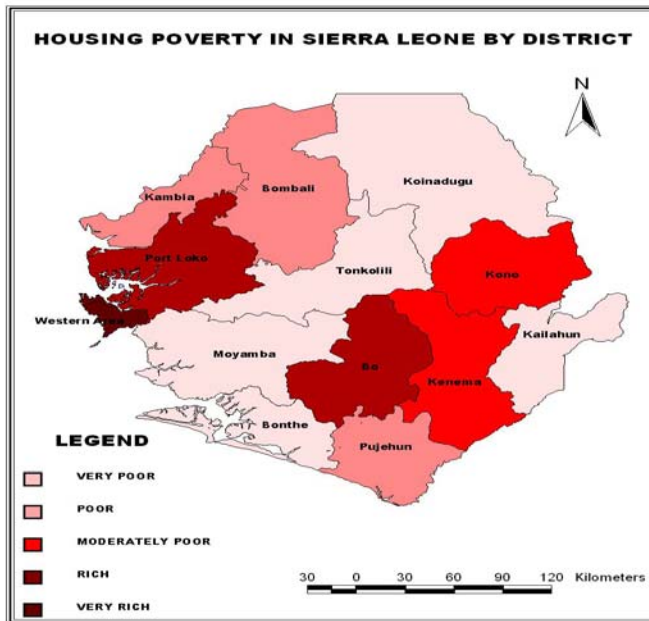 HOUSING POVERTY IN SIERRA LEONE BY DISTRICT
N
Koinadugu
Bombali
Kambia
Port Loko
Tonkolili
Kono
Western Area
Kailahun
Moyamba
Bo
Kenema
Bonthe
Pujehun
LEGEND
VERY POOR
POOR
MODERATELY POOR
RICH
VERY RICH
30 0 30 60 90 120 Kilometers